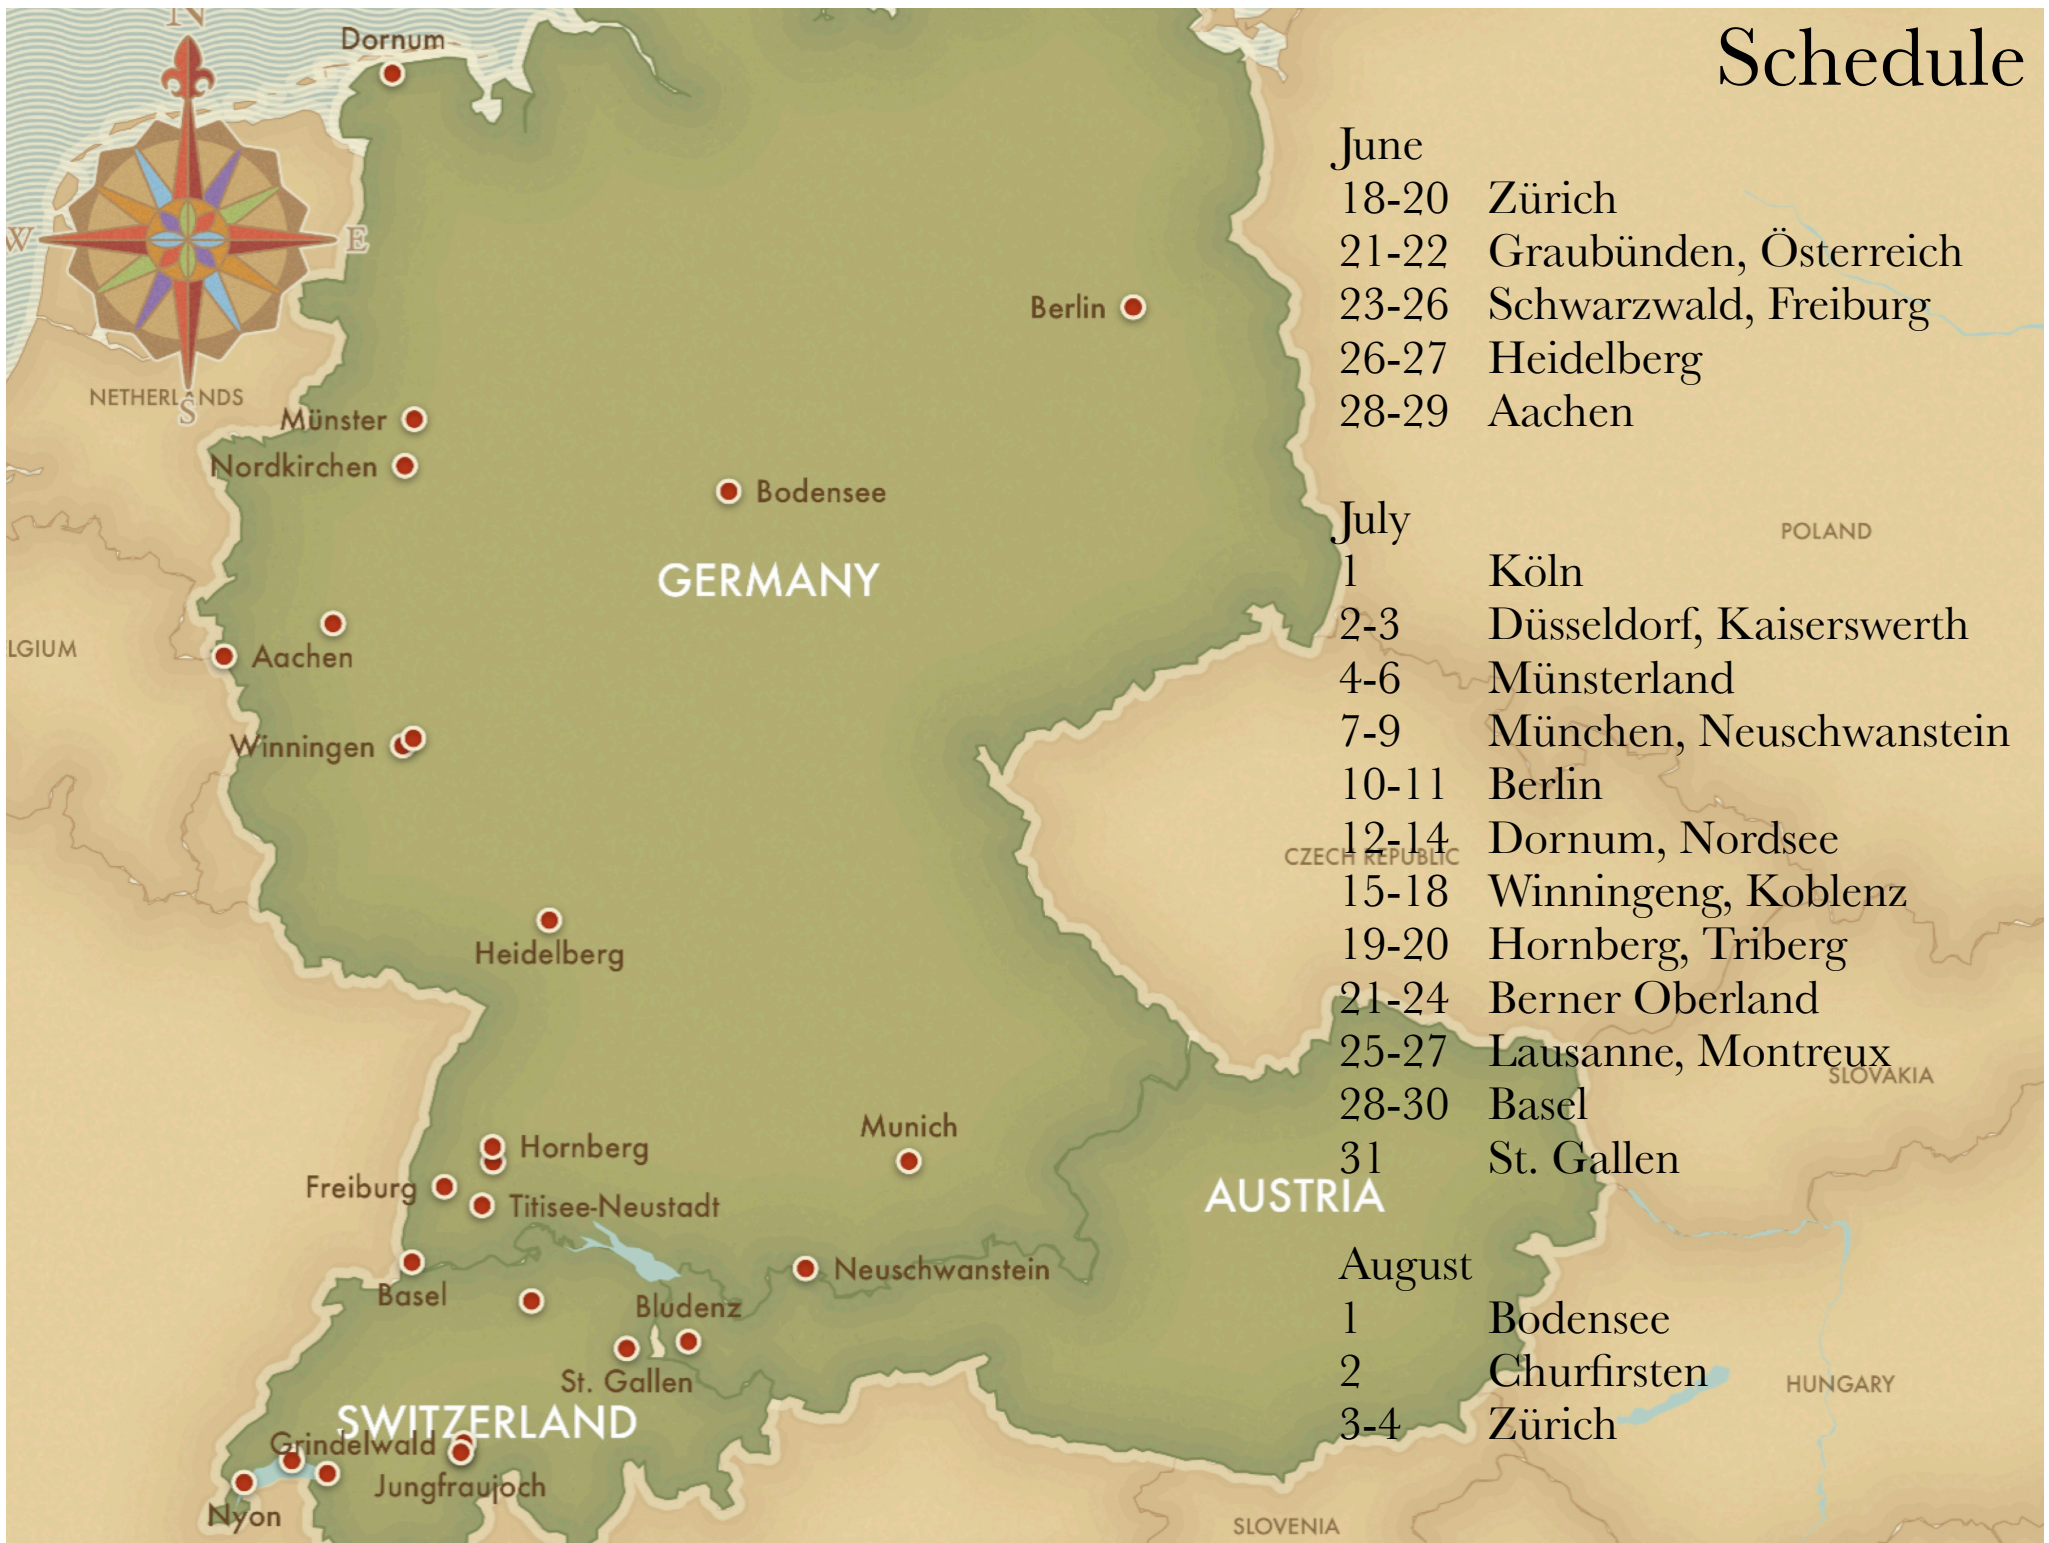 Schedule
June
18-20 Zürich
21-22 Graubünden, Österreich
23-26 Schwarzwald, Freiburg
26-27 Heidelberg
28-29 Aachen
July
1 Köln
2-3 Düsseldorf, Kaiserswerth
4-6 Münsterland
7-9 München, Neuschwanstein
10-11 Berlin
12-14 Dornum, Nordsee
15-18 Winningeng, Koblenz
19-20 Hornberg, Triberg
21-24 Berner Oberland
25-27 Lausanne, Montreux
28-30 Basel
31 St. Gallen
August
1 Bodensee
2 Churfirsten
3-4 Zürich
N
W
E
S
Dornum
Berlin
NETHERLANDS
Münster
Nordkirchen
Bodensee
POLAND
GERMANY
LGIUM
Aachen
Winningen
CZECH REPUBLIC
Heidelberg
SLOVAKIA
Munich
Hornberg
Freiburg
Titisee-Neustadt
AUSTRIA
Neuschwanstein
Basel
Bludenz
St. Gallen
HUNGARY
SWITZERLAND
Grindelwald
Jungfraujoch
Nyon
SLOVENIA